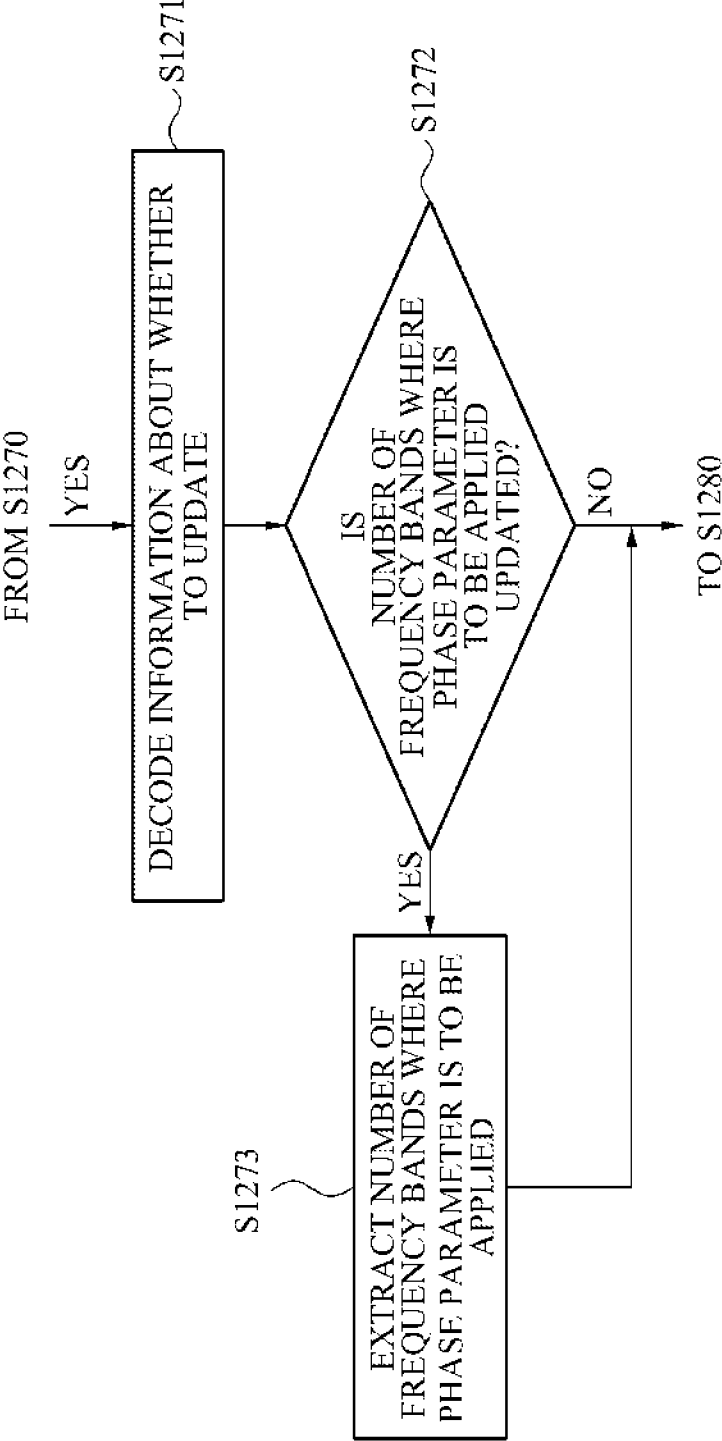 FROM S1270
YES
S1271
DECODE INFORMATION ABOUT WHETHER
TO UPDATE
S1272
IS
NUMBER OF
FREQUENCY BANDS WHERE
PHASE PARAMETER IS
TO BE APPLIED
UPDATED?
YES
NO
S1273
EXTRACT NUMBER OF
FREQUENCY BANDS WHERE
PHASE PARAMETER IS TO BE
APPLIED
TO S1280